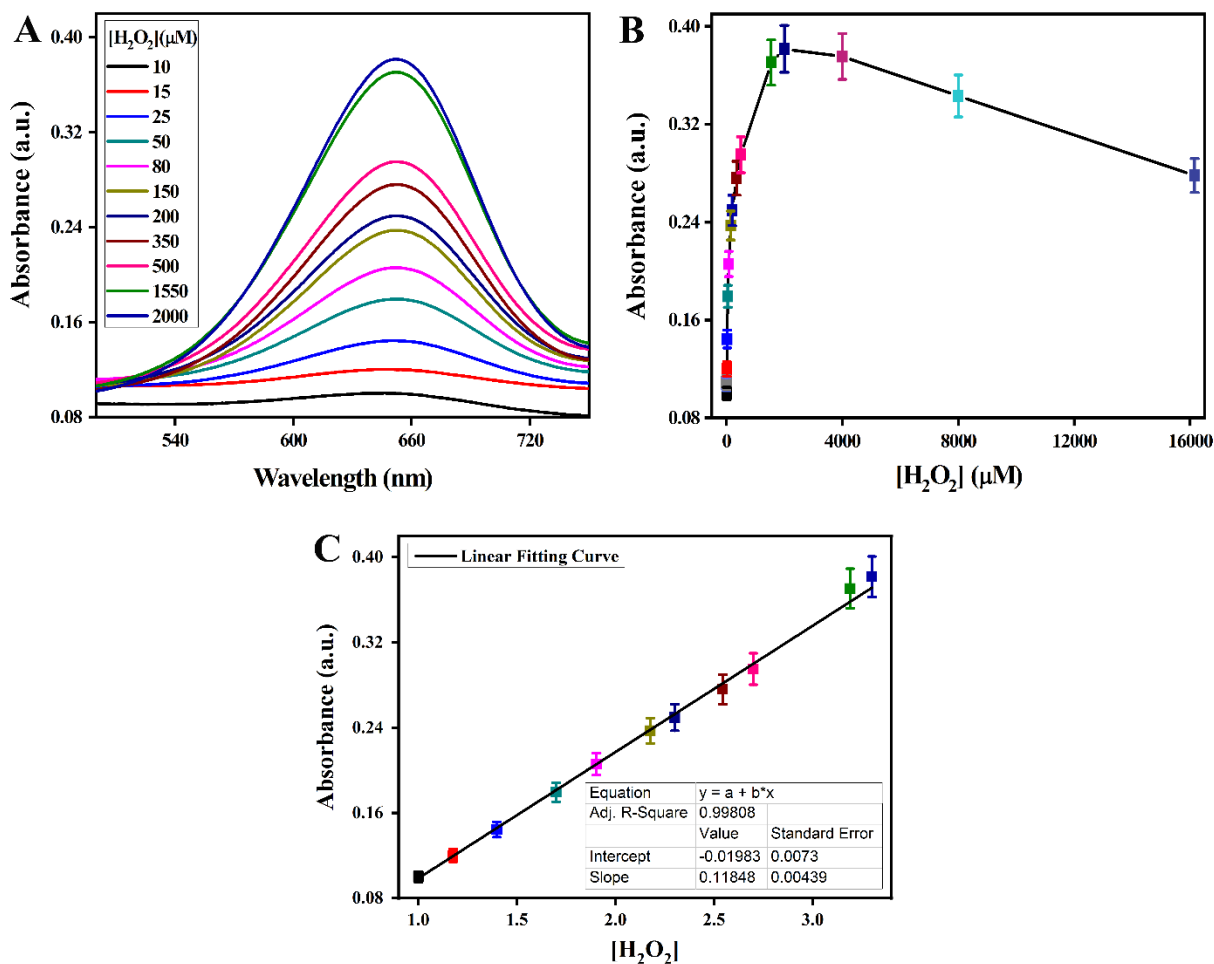 A
[H₂O₂](μM)
10
15
25
50
80
150
200
350
500
1550
2000
0.40
0.32
0.24
0.16
0.08
Absorbance (a.u.)
540
600
660
720
Wavelength (nm)
B
0.40
0.32
0.24
0.16
0.08
Absorbance (a.u.)
0
4000
8000
12000
16000
[H₂O₂] (μM)
C
Linear Fitting Curve
0.40
0.32
0.24
0.16
0.08
Absorbance (a.u.)
Equation y = a + b*x
Adj. R-Square 0.99808
Value Standard Error
Intercept -0.01983 0.0073
Slope 0.11848 0.00439
1.0
1.5
2.0
2.5
3.0
[H₂O₂]